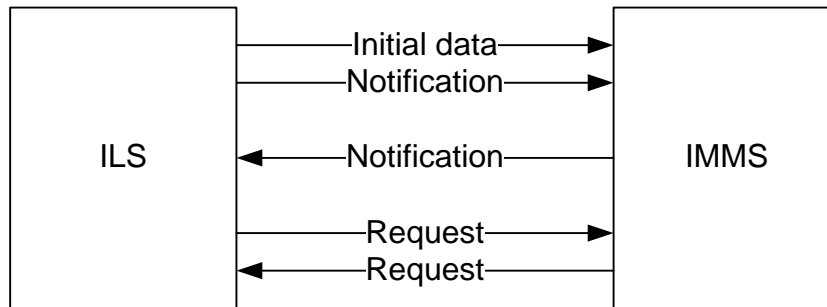 Initial data
Notification
ILS
Notification
IMMS
Request
Request